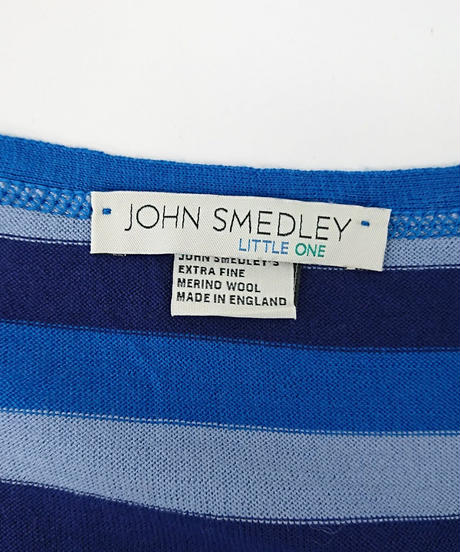 JOHN SMEDLEY
LITTLE ONE
JOHN SMEDLEY'S
EXTRA FINE
MERINO WOOL
MADE IN ENGLAND